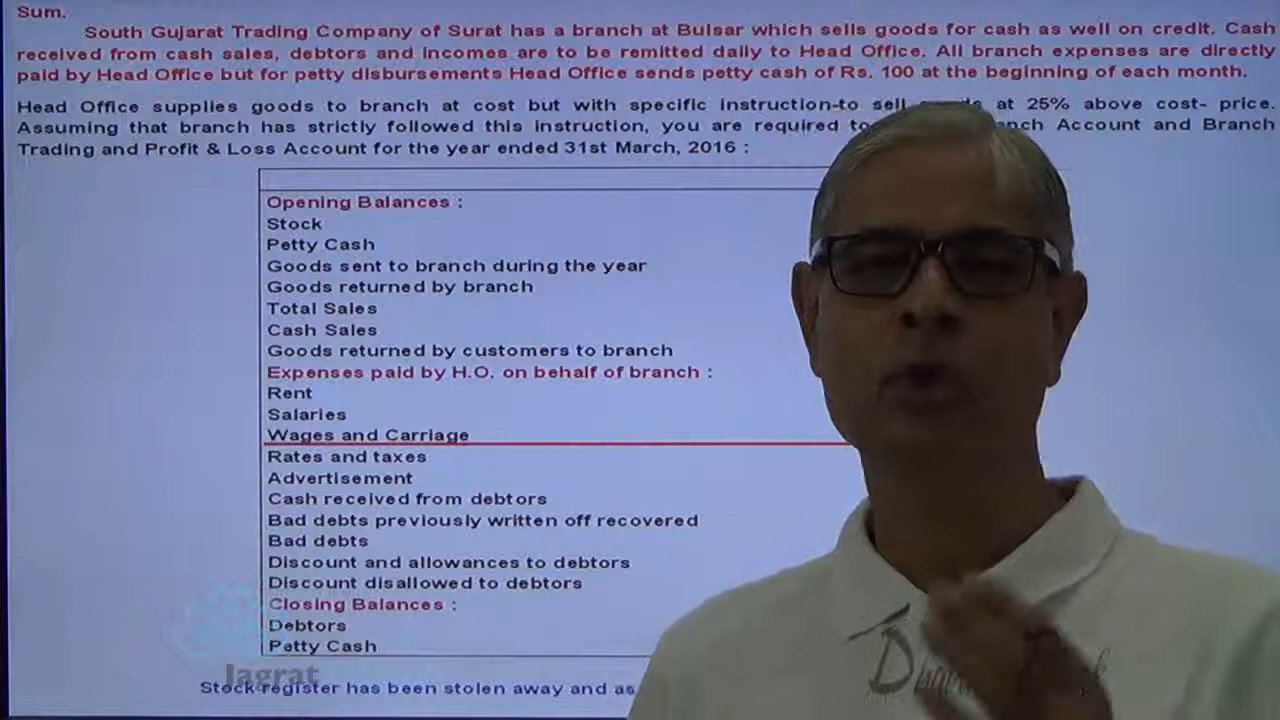 Sum.
South Gujarat Trading Company of Surat has a branch at Bulsar which sells goods for cash as well on credit. Cash
received from cash sales, debtors and incomes are to be remitted daily to Head Office. All branch expenses are directly
paid by Head Office but for petty disbursements Head Office sends petty cash of Rs. 100 at the beginning of each month.
Head Office supplies goods to branch at cost but with specific instruction-to sell at 25% above cost- price.
Assuming that branch has strictly followed this instruction, you are required to Account and Branch
Trading and Profit & Loss Account for the year ended 31st March, 2016 :
Opening Balances :
Stock
Petty Cash
Goods sent to branch during the year
Goods returned by branch
Total Sales
Cash Sales
Goods returned by customers to branch
Expenses paid by H.O. on behalf of branch :
Rent
Salaries
Wages and Carriage
Rates and taxes
Advertisement
Cash received from debtors
Bad debts previously written off recovered
Bad debts
Discount and allowances to debtors
Discount disallowed to debtors
Closing Balances :
Debtors
Petty Cash
Jagrat
Stock register has been stolen away and as